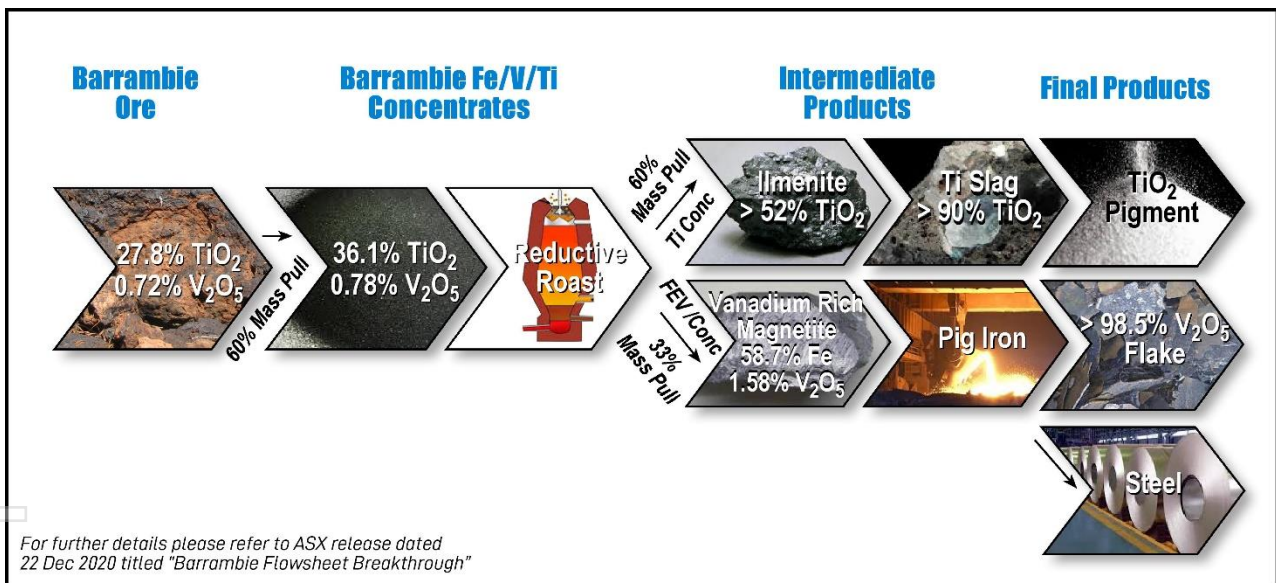 Barrambie
Ore
Barrambie Fe/V/Ti
Concentrates
Intermediate
Products
Final Products
27.8% TiO₂
0.72% V₂O₅
60% Mass Pull
36.1% TiO₂
0.78% V₂O₅
Reductive
Roast
60%
Mass Pull
Ti Conc
Ilmenite
> 52% TiO₂
Ti Slag
> 90% TiO₂
TiO₂
Pigment
FEV/Conc
33%
Mass Pull
Vanadium Rich
Magnetite
58.7% Fe
1.58% V₂O₅
Pig Iron
> 98.5% V₂O₅
Flake
Steel
For further details please refer to ASX release dated
22 Dec 2020 titled "Barrambie Flowsheet Breakthrough"